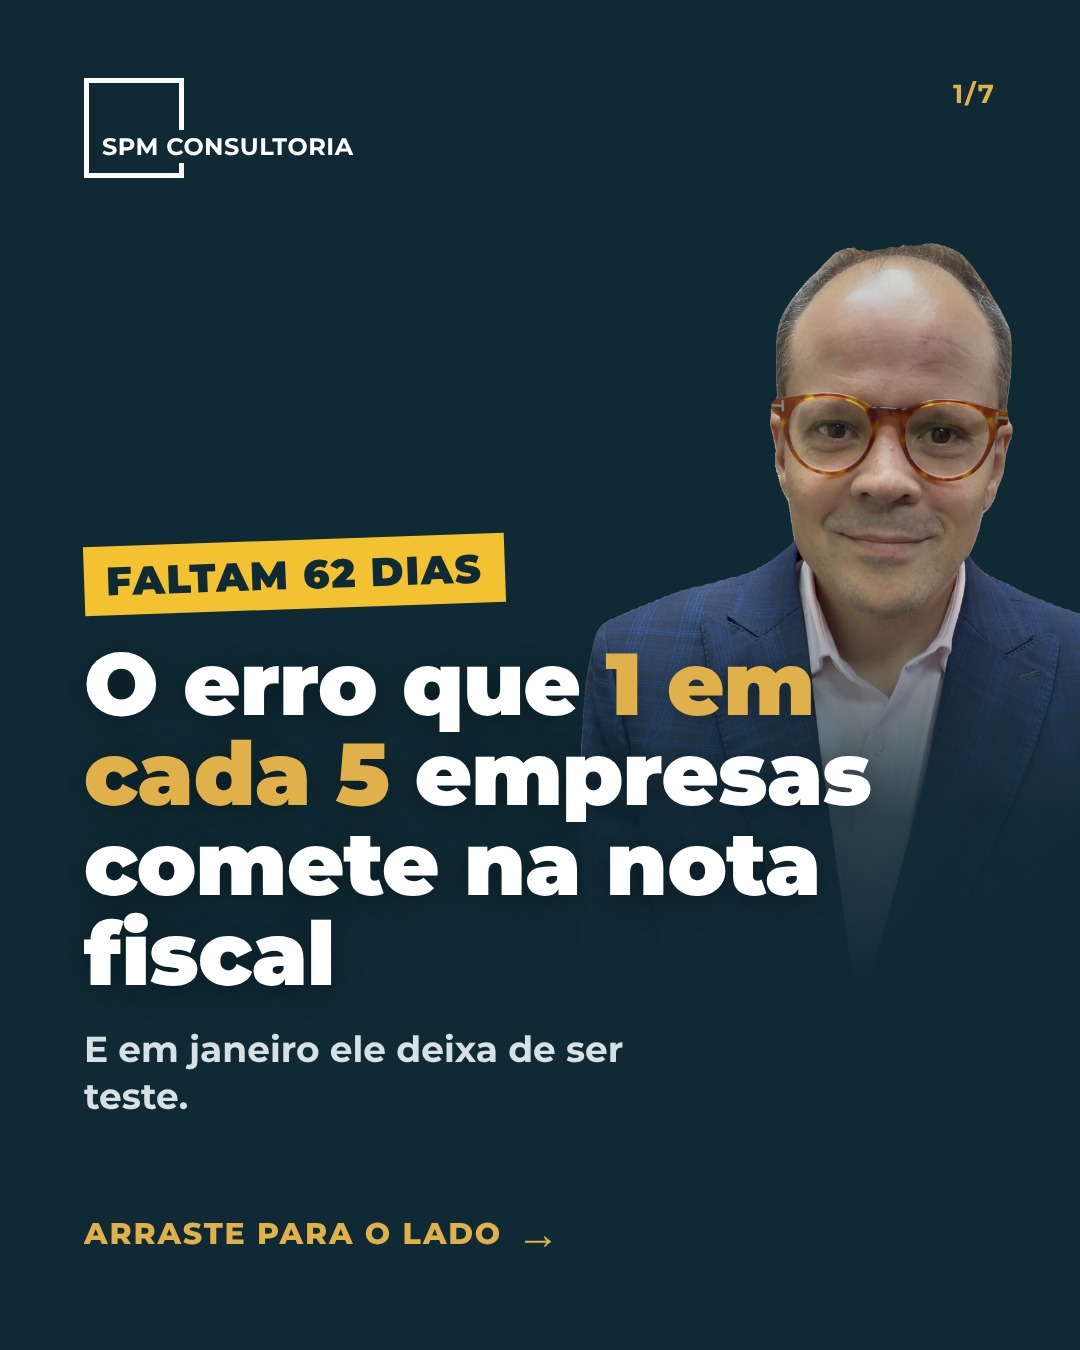 SPM CONSULTORIA
1/7
FALTAM 62 DIAS
O erro que 1 em
cada 5 empresas
comete na nota
fiscal
E em janeiro ele deixa de ser
teste.
ARRASTE PARA O LADO →